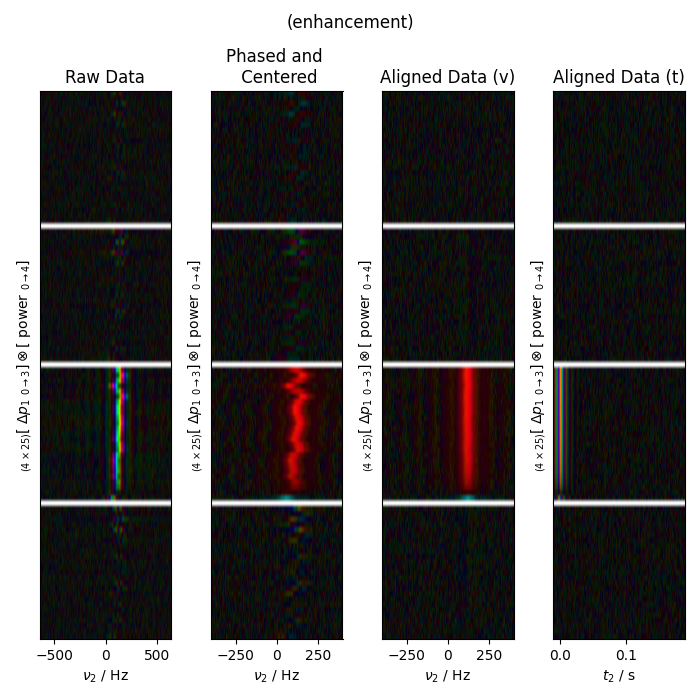 (enhancement)
Raw Data
Phased and
Centered
Aligned Data (v)
Aligned Data (t)
(4 × 25)[ Δp1 0→3] ⊗ [ power 0→4]
(4 × 25)[ Δp1 0→3] ⊗ [ power 0→4]
(4 × 25)[ Δp1 0→3] ⊗ [ power 0→4]
(4 × 25)[ Δp1 0→3] ⊗ [ power 0→4]
−500 0 500
−250 0 250
−250 0 250
0.0 0.1
ν2 / Hz
ν2 / Hz
ν2 / Hz
t2 / s